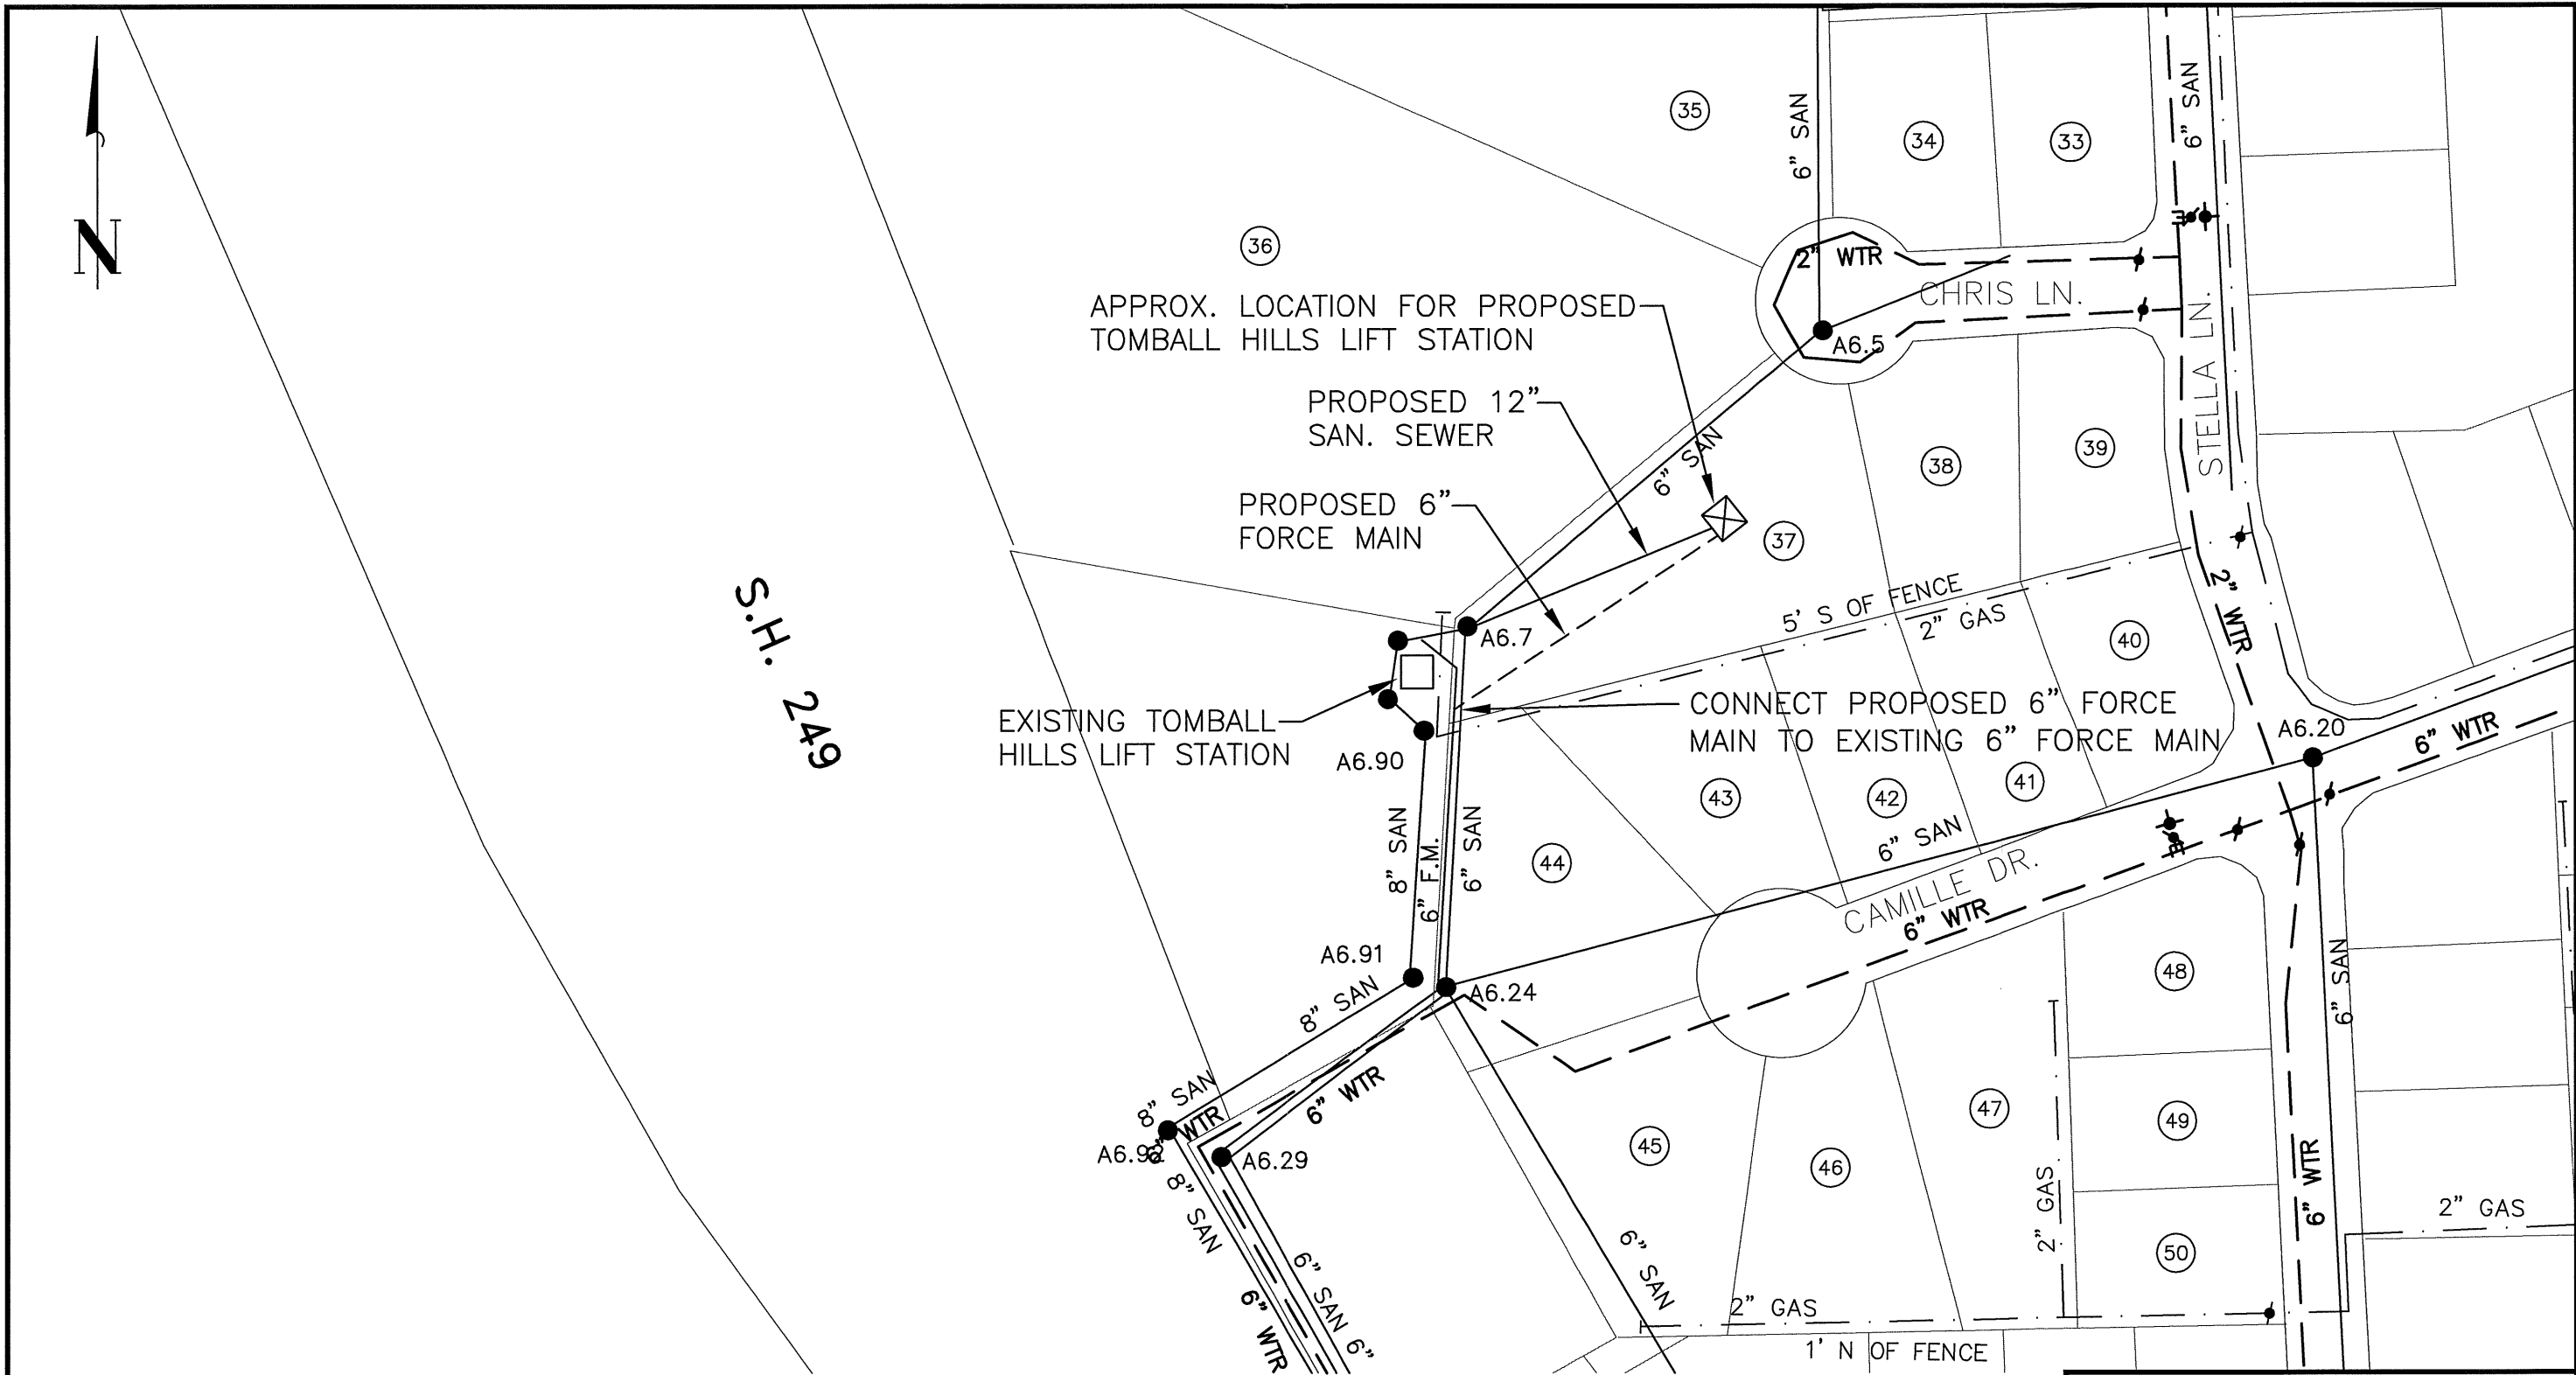 N
35
34
33
36
6" SAN
6" SAN
2" WTR
CHRIS LN.
STELLA LN.
A6.5
APPROX. LOCATION FOR PROPOSED
TOMBALL HILLS LIFT STATION
PROPOSED 12"
SAN. SEWER
6" SAN
38
39
PROPOSED 6"
FORCE MAIN
37
5' S OF FENCE
2" GAS
2" WTR
40
S.H. 249
A6.7
EXISTING TOMBALL
HILLS LIFT STATION
A6.90
CONNECT PROPOSED 6" FORCE
MAIN TO EXISTING 6" FORCE MAIN
A6.20
6" WTR
43
42
41
8" SAN
6" F.M.
6" SAN
44
6" SAN
CAMILLE DR.
6" WTR
A6.91
8" SAN
A6.24
48
6" SAN
8" SAN
6" WTR
A6.92
A6.29
6" WTR
45
46
47
49
50
8" SAN
6" WTR
6" SAN
6"
6" SAN
2" GAS
2" GAS
6" WTR
2" GAS
1' N OF FENCE